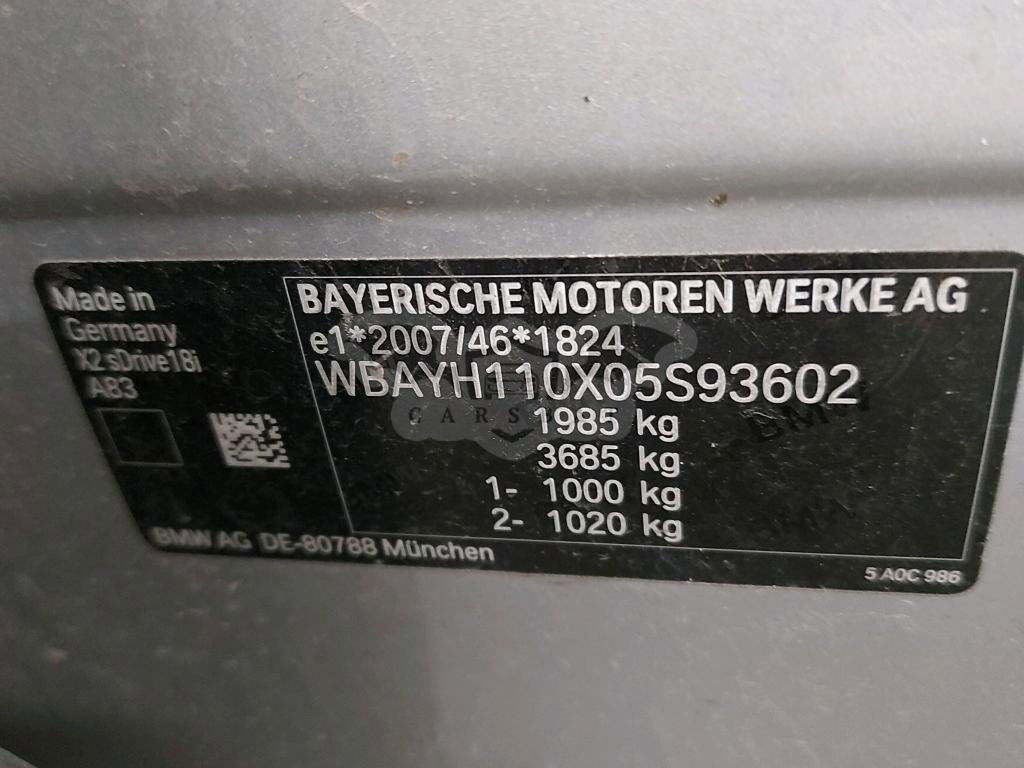 Made in
Germany
X2 sDrive18i
AB3
BAYERISCHE MOTOREN WERKE AG
e1*2007/46*1824
WBAYH110X05S93602
1985 kg
3685 kg
1- 1000 kg
2- 1020 kg
BMW AG DE-80788 München
5 A0C 986